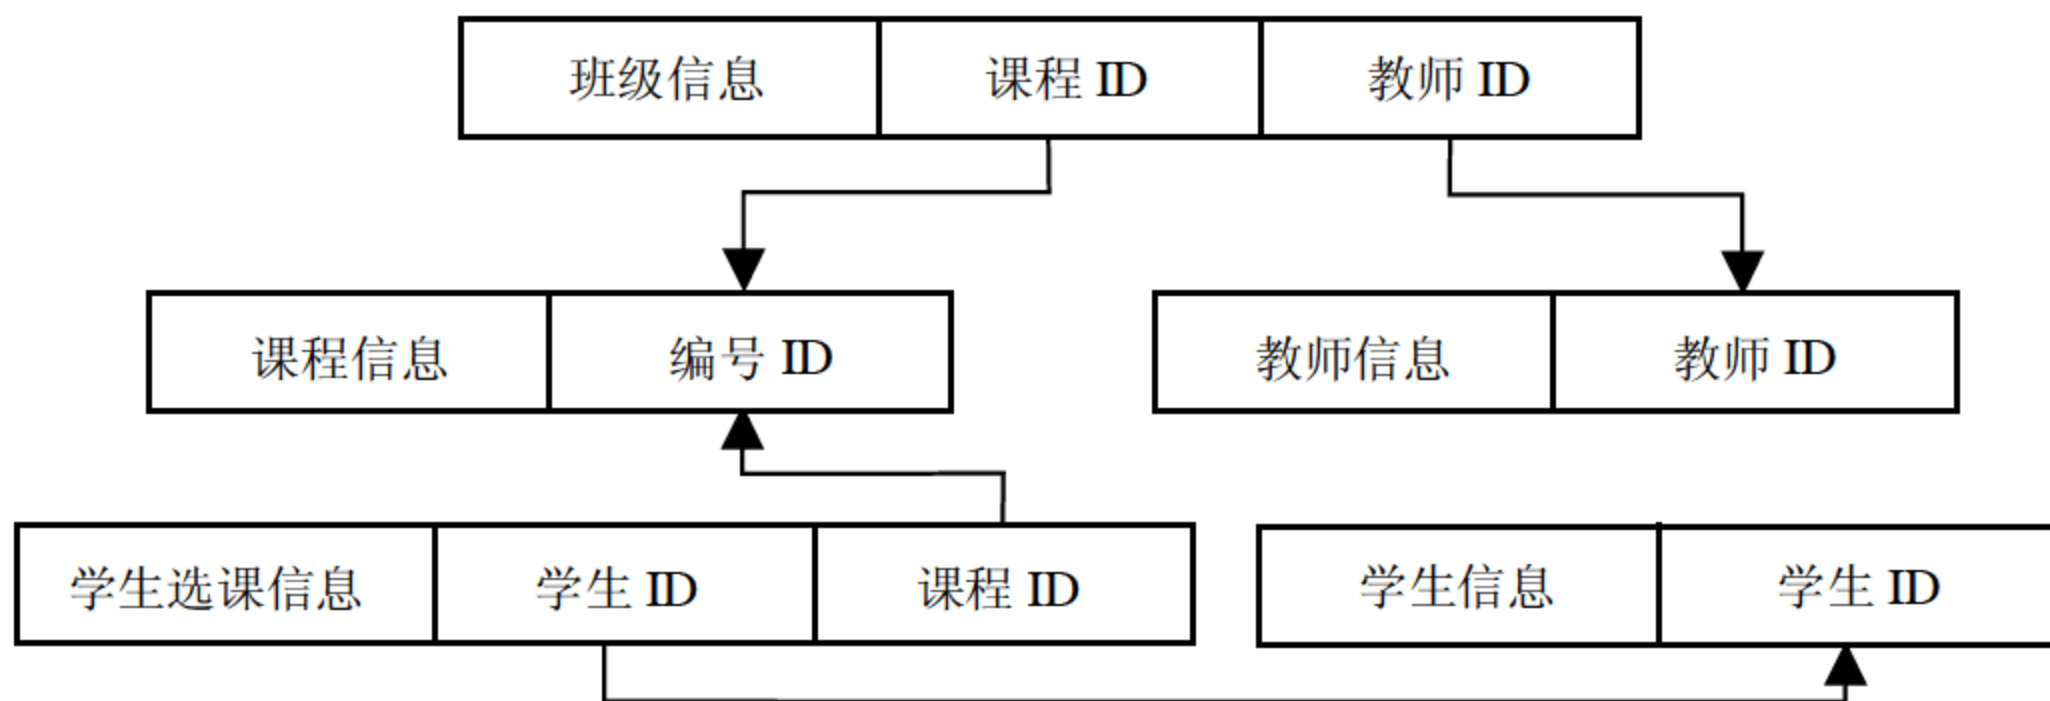 班级信息 课程 ID 教师 ID
课程信息 编号 ID 教师信息 教师 ID
学生选课信息 学生 ID 课程 ID 学生信息 学生 ID